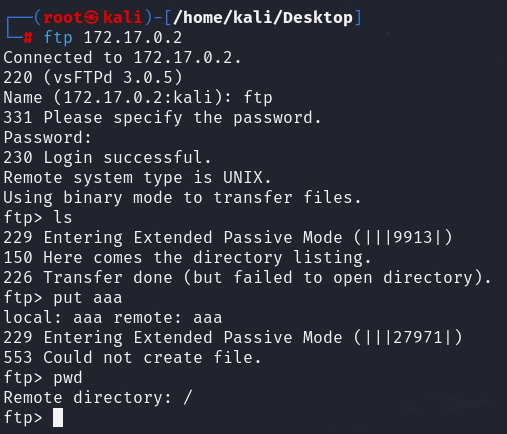 ┌──(root㉿kali)-[/home/kali/Desktop]
└─# ftp 172.17.0.2
Connected to 172.17.0.2.
220 (vsFTPd 3.0.5)
Name (172.17.0.2:kali): ftp
331 Please specify the password.
Password:
230 Login successful.
Remote system type is UNIX.
Using binary mode to transfer files.
ftp> ls
229 Entering Extended Passive Mode (|||9913|)
150 Here comes the directory listing.
226 Transfer done (but failed to open directory).
ftp> put aaa
local: aaa remote: aaa
229 Entering Extended Passive Mode (|||27971|)
553 Could not create file.
ftp> pwd
Remote directory: /
ftp>